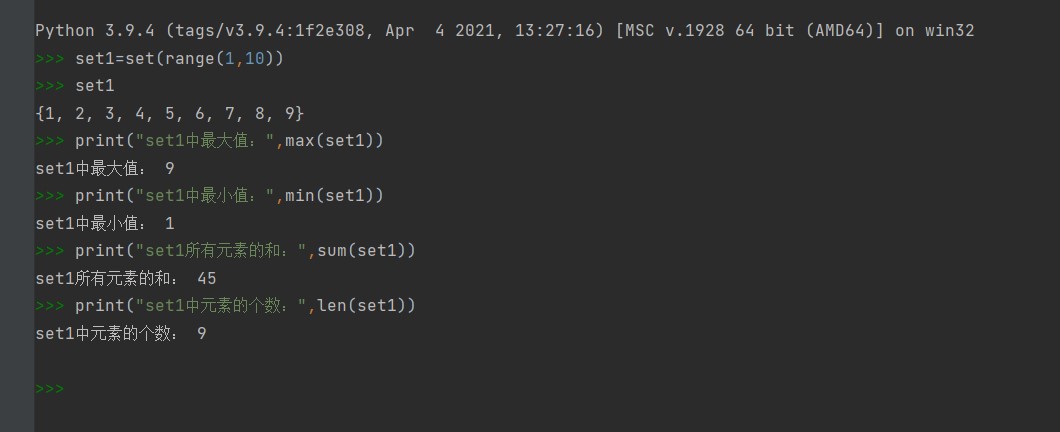 Python 3.9.4 (tags/v3.9.4:1f2e308, Apr  4 2021, 13:27:16) [MSC v.1928 64 bit (AMD64)] on win32
>>> set1=set(range(1,10))
>>> set1
{1, 2, 3, 4, 5, 6, 7, 8, 9}
>>> print("set1中最大值：",max(set1))
set1中最大值： 9
>>> print("set1中最小值：",min(set1))
set1中最小值： 1
>>> print("set1所有元素的和：",sum(set1))
set1所有元素的和： 45
>>> print("set1中元素的个数：",len(set1))
set1中元素的个数： 9
>>>